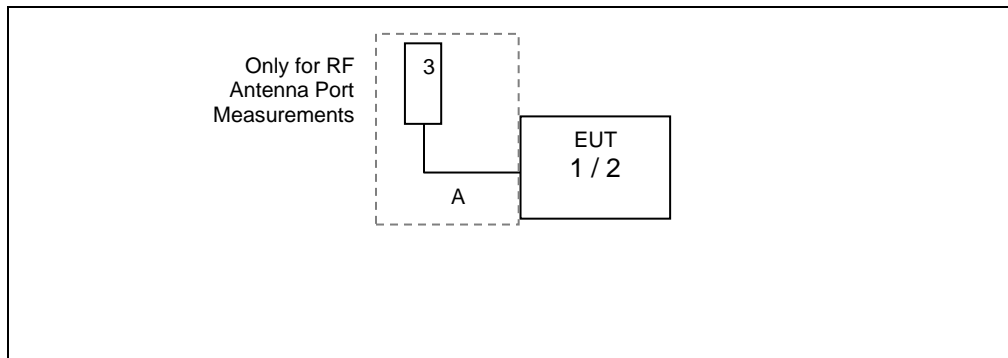 Only for RF
Antenna Port
Measurements
3
A
EUT
1 / 2